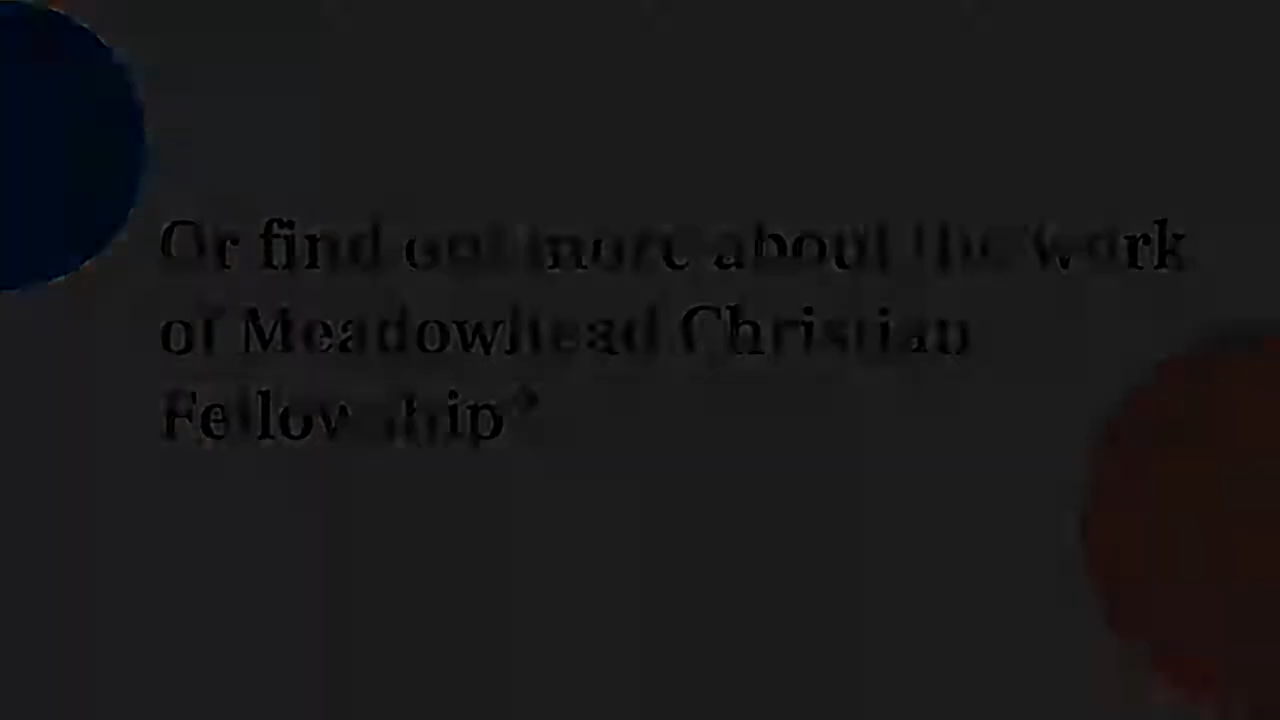 Or find out more about the work
of Meadowhead Christian
Fellowship?